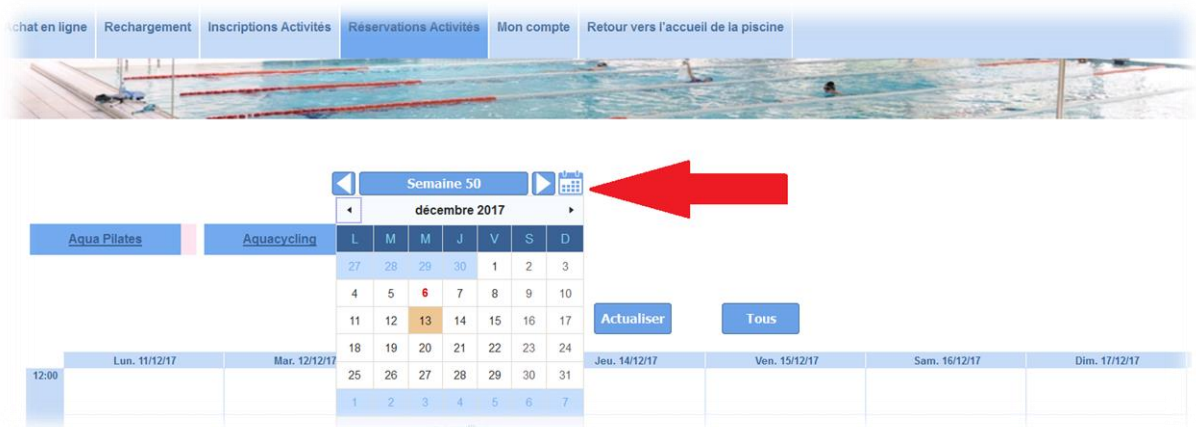 chat en ligne Rechargement Inscriptions Activités Réservations Activités Mon compte Retour vers l'accueil de la piscine
Semaine 50
décembre 2017
Aqua Pilates Aquacycling
L M M J V S D
27 28 29 30 1 2 3
4 5 6 7 8 9 10
11 12 13 14 15 16 17
Actualiser Tous
18 19 20 21 22 23 24
Lun. 11/12/17 Mar. 12/12/17 Jeu. 14/12/17 Ven. 15/12/17 Sam. 16/12/17 Dim. 17/12/17
12:00
25 26 27 28 29 30 31
1 2 3 4 5 6 7